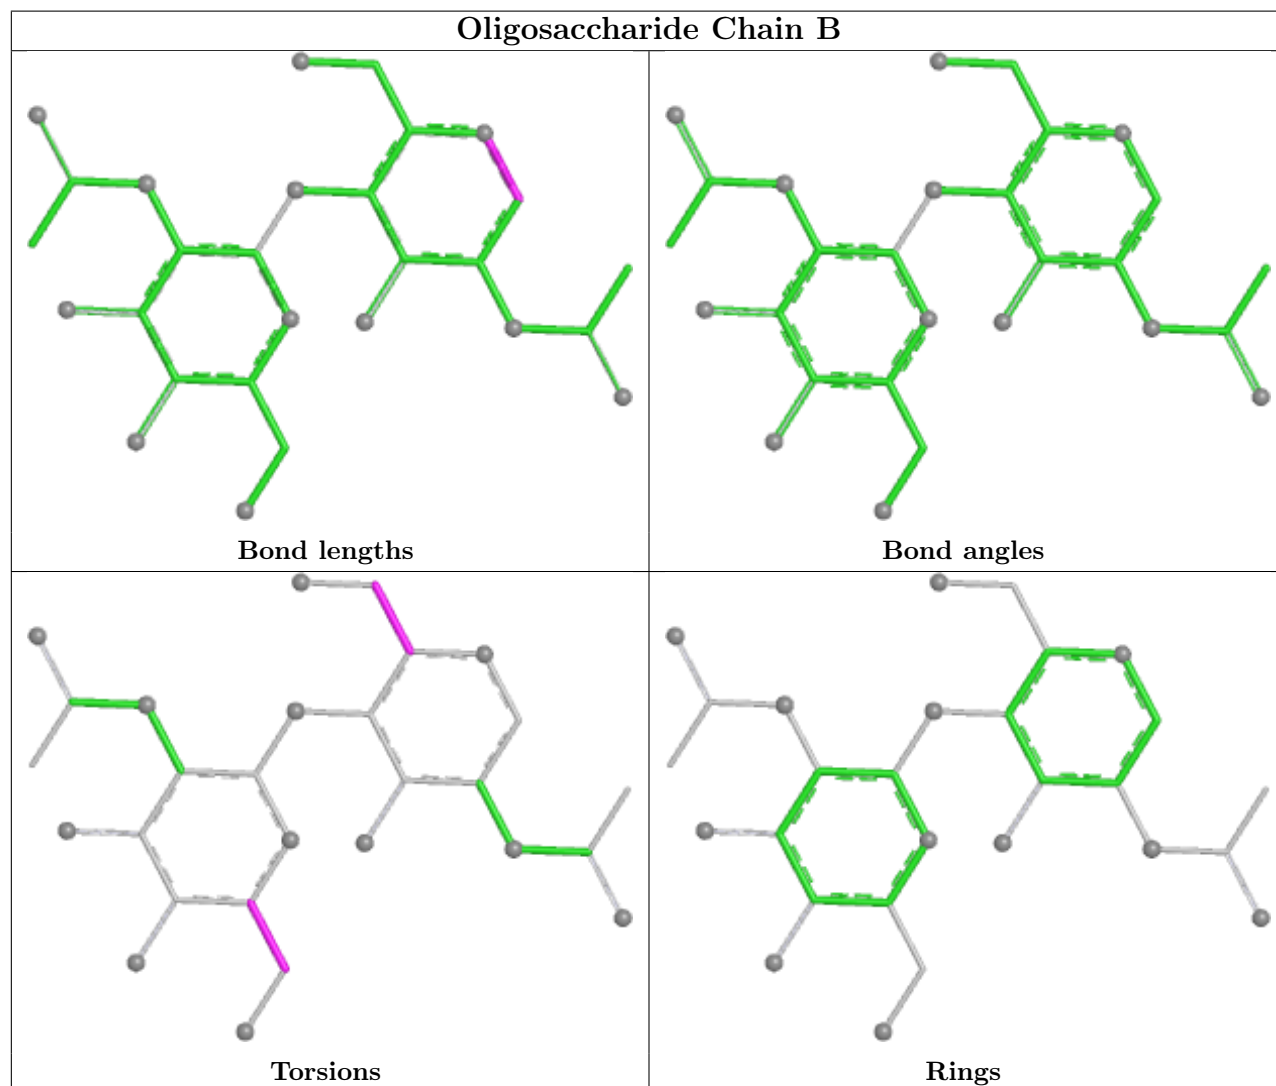 Oligosaccharide Chain B
Bond lengths
Bond angles
Torsions
Rings